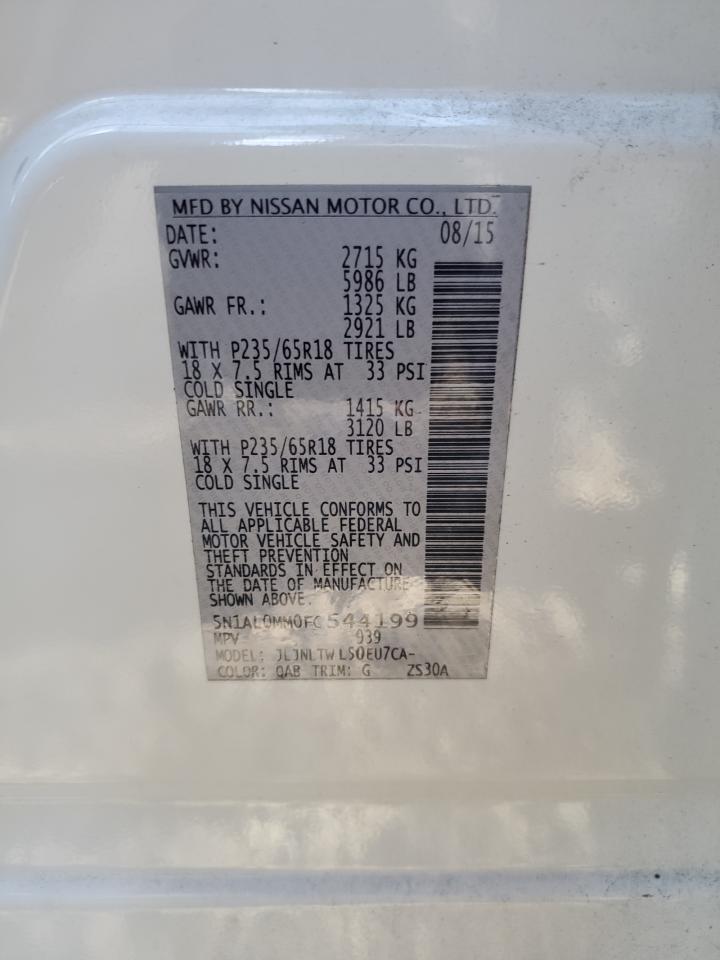 MFD BY NISSAN MOTOR CO., LTD.
DATE: 08/15
GVWR: 2715 KG
5986 LB
GAWR FR.: 1325 KG
2921 LB
WITH P235/65R18 TIRES
18 X 7.5 RIMS AT 33 PSI
COLD SINGLE
GAWR RR.: 1415 KG
3120 LB
WITH P235/65R18 TIRES
18 X 7.5 RIMS AT 33 PSI
COLD SINGLE
THIS VEHICLE CONFORMS TO
ALL APPLICABLE FEDERAL
MOTOR VEHICLE SAFETY AND
THEFT PREVENTION
STANDARDS IN EFFECT ON
THE DATE OF MANUFACTURE
SHOWN ABOVE.
5N1AL0MM0FC544199
MPV 939
MODEL: JLJNLTWL50EU7CA-
COLOR: QAB TRIM: G ZS30A